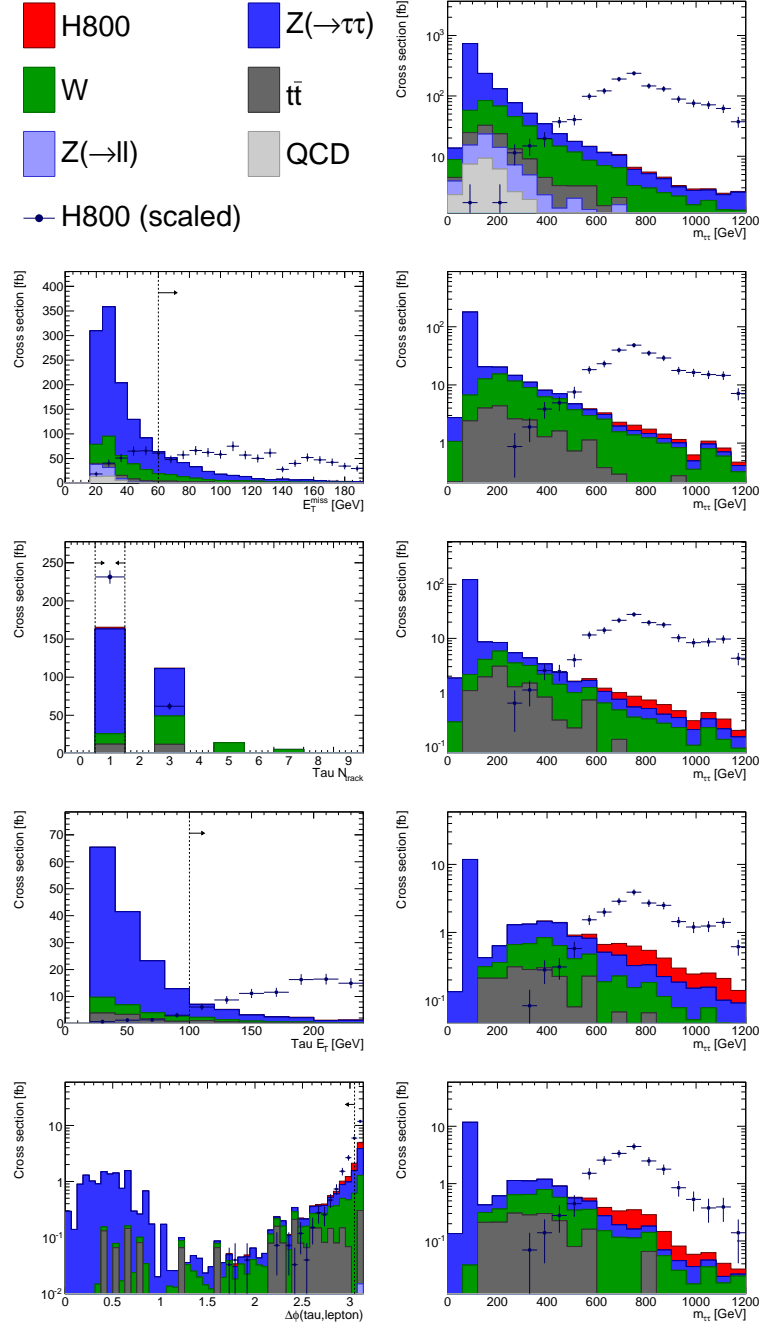 H800
Z(→ττ)
W
tt̄
Z(→ll)
QCD
H800 (scaled)
Cross section [fb]
10³
10²
10
0 200 400 600 800 1000 1200
m_ττ [GeV]
Cross section [fb]
400
350
300
250
200
150
100
50
0
0 20 40 60 80 100 120 140 160 180
E_T^miss [GeV]
Cross section [fb]
10²
10
1
0 200 400 600 800 1000 1200
m_ττ [GeV]
Cross section [fb]
250
200
150
100
50
0
0 1 2 3 4 5 6 7 8 9
Tau N_track
Cross section [fb]
10²
10
1
10⁻¹
0 200 400 600 800 1000 1200
m_ττ [GeV]
Cross section [fb]
70
60
50
40
30
20
10
0
0 50 100 150 200
Tau E_T [GeV]
Cross section [fb]
10
1
10⁻¹
0 200 400 600 800 1000 1200
m_ττ [GeV]
Cross section [fb]
10
1
10⁻¹
10⁻²
0 0.5 1 1.5 2 2.5 3
Δϕ(tau,lepton)
Cross section [fb]
10
1
10⁻¹
0 200 400 600 800 1000 1200
m_ττ [GeV]